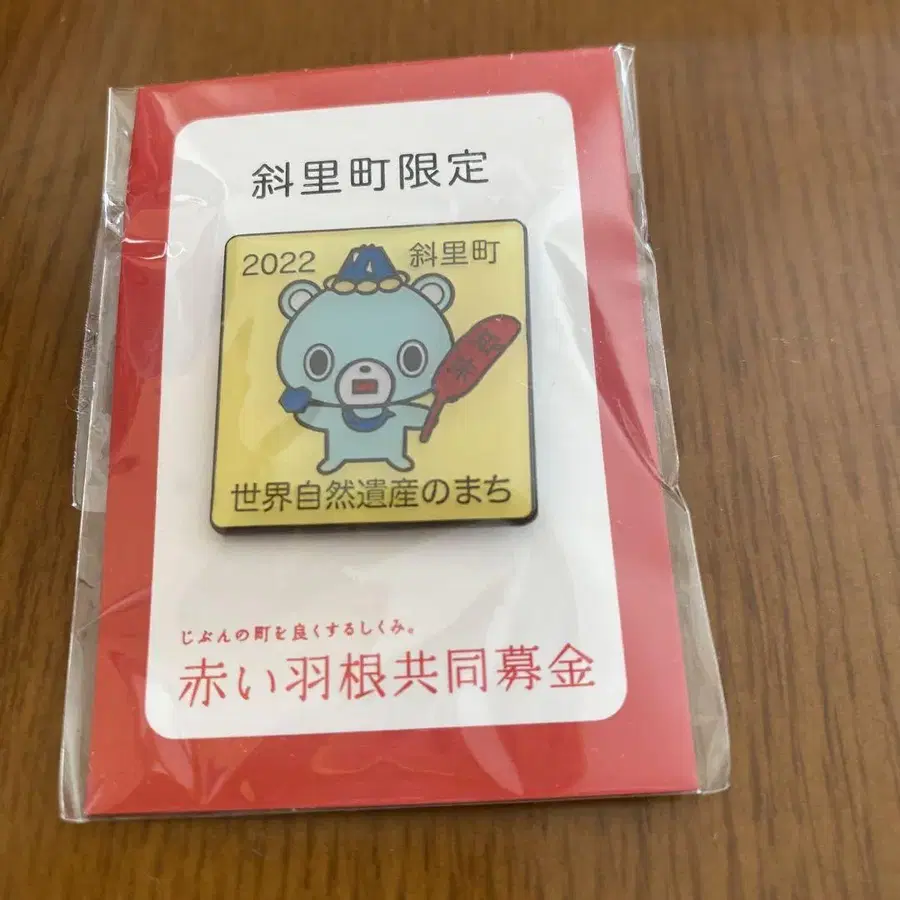 斜里町限定
2022 斜里町
世界自然遺産のまち
じぶんの町を良くするしくみ。
赤い羽根共同募金